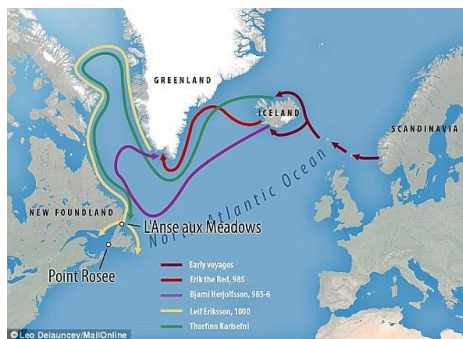 GREENLAND
ICELAND
SCANDINAVIA
North Atlantic Ocean
NEW FOUNDLAND
L'Anse aux Meadows
Point Rosee
Early voyages
Erik the Red, 985
Bjarni Herjolfsson, 985-6
Leif Eriksson, 1000
Thorfinn Karlsefni
© Leo Delauncey/MailOnline